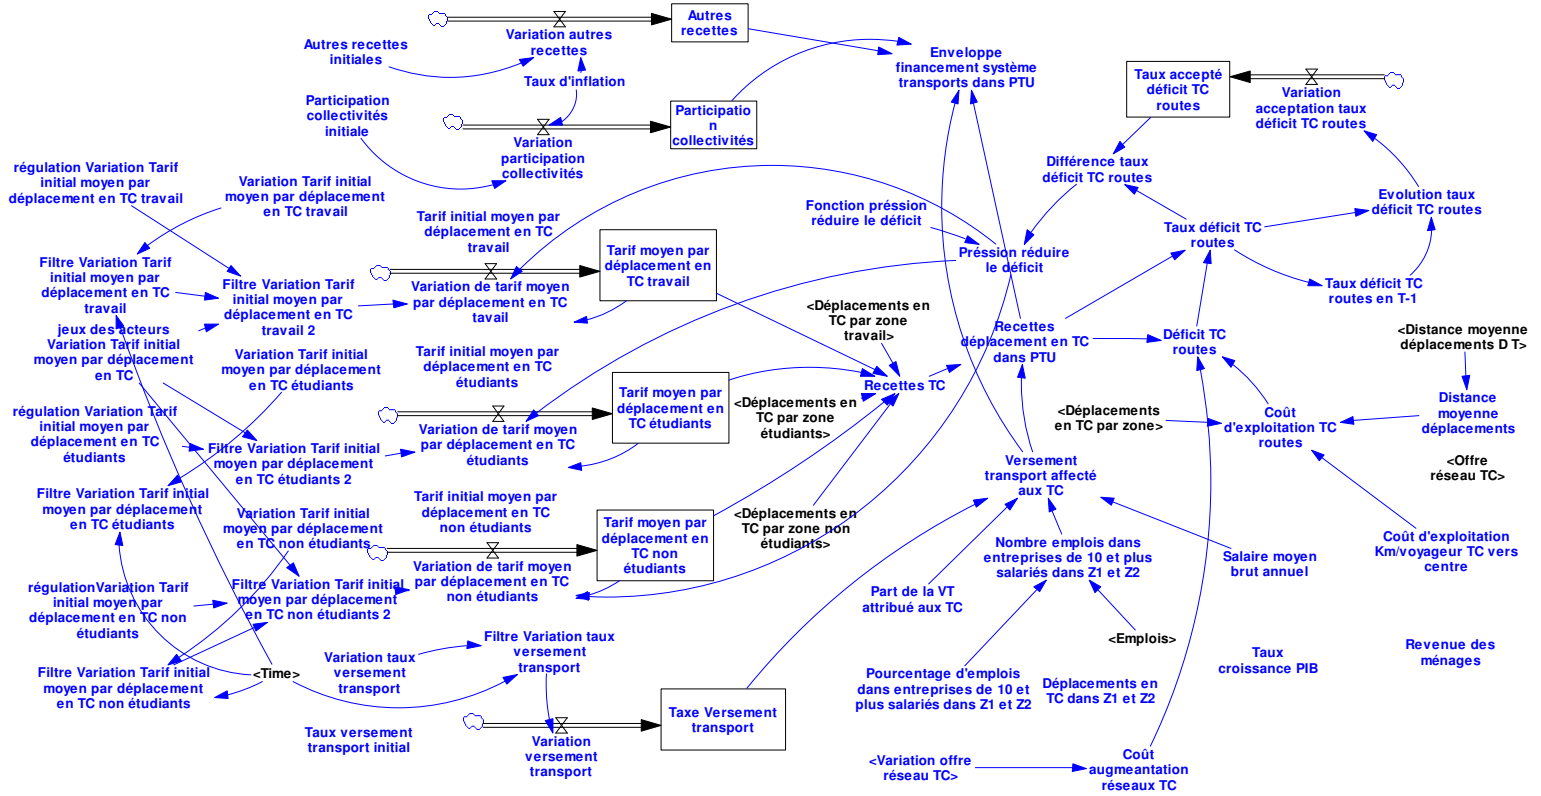 Autres
recettes
Variation autres
recettes
Autres recettes
initiales
Taux d'inflation
Participation
collectivités
initiale
Participatio
n
collectivités
Variation
participation
collectivités
Enveloppe
financement système
transports dans PTU
Taux accepté
déficit TC
routes
Variation
acceptation taux
déficit TC routes
Différence taux
déficit TC routes
Evolution taux
déficit TC routes
Taux déficit TC
routes
Taux déficit TC
routes en T-1
Fonction préssion
réduire le déficit
Préssion réduire
le déficit
régulation Variation Tarif
initial moyen par
déplacement en TC travail
Variation Tarif initial
moyen par déplacement
en TC travail
Tarif initial moyen par
déplacement en TC
travail
Tarif moyen par
déplacement en
TC travail
Filtre Variation Tarif
initial moyen par
déplacement en TC
travail
Filtre Variation Tarif
initial moyen par
déplacement en TC
travail 2
Variation de tarif moyen
par déplacement en TC
tavail
jeux des acteurs
Variation Tarif initial
moyen par déplacement
en TC
Variation Tarif initial
moyen par déplacement
en TC étudiants
Tarif initial moyen par
déplacement en TC
étudiants
Tarif moyen par
déplacement en
TC étudiants
<Déplacements en
TC par zone
travail>
Recettes TC
<Déplacements en
TC par zone
étudiants>
Recettes
déplacement en TC
dans PTU
Déficit TC
routes
<Distance moyenne
déplacements D T>
Distance
moyenne
déplacements
<Déplacements
en TC par zone>
Coût
d'exploitation TC
routes
<Offre
réseau TC>
régulation Variation Tarif
initial moyen par
déplacement en TC
étudiants
Filtre Variation Tarif initial
moyen par déplacement
en TC étudiants 2
Variation de tarif moyen
par déplacement en TC
étudiants
Filtre Variation Tarif initial
moyen par déplacement
en TC étudiants
Variation Tarif initial
moyen par déplacement
en TC non étudiants
Tarif initial moyen par
déplacement en TC
non étudiants
Tarif moyen par
déplacement en
TC non
étudiants
<Déplacements en
TC par zone non
étudiants>
Versement
transport affecté
aux TC
Nombre emplois dans
entreprises de 10 et plus
salariés dans Z1 et Z2
Salaire moyen
brut annuel
Coût d'exploitation
Km/voyageur TC vers
centre
régulationVariation Tarif
initial moyen par
déplacement en TC non
étudiants
Filtre Variation Tarif initial
moyen par déplacement
en TC non étudiants 2
Variation de tarif moyen
par déplacement en TC
non étudiants
Part de la VT
attribué aux TC
<Emplois>
Filtre Variation Tarif initial
moyen par déplacement
en TC non étudiants
<Time>
Variation taux
versement
transport
Filtre Variation taux
versement
transport
Pourcentage d'emplois
dans entreprises de 10 et
plus salariés dans Z1 et Z2
Déplacements en
TC dans Z1 et Z2
Taux
croissance PIB
Revenue des
ménages
Taux versement
transport initial
Variation
versement
transport
Taxe Versement
transport
<Variation offre
réseau TC>
Coût
augmeantation
réseaux TC